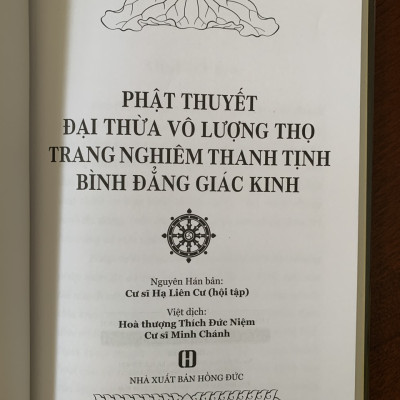 PHẬT THUYẾT
ĐẠI THỪA VÔ LƯỢNG THỌ
TRANG NGHIÊM THANH TỊNH
BÌNH ĐẲNG GIÁC KINH
Nguyên Hán bản:
Cư sĩ Hạ Liên Cư (hội tập)
Việt dịch:
Hoà thượng Thích Đức Niệm
Cư sĩ Minh Chánh
NHÀ XUẤT BẢN HỒNG ĐỨC